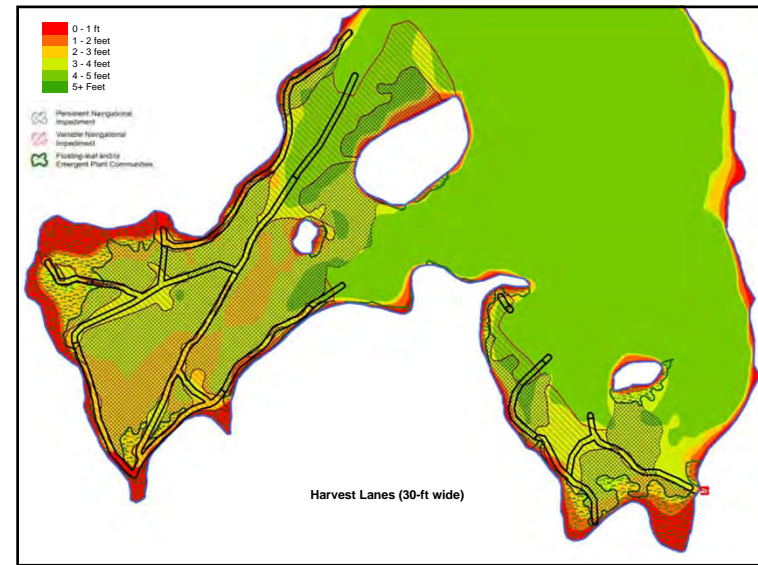 0 - 1 ft
1 - 2 feet
2 - 3 feet
3 - 4 feet
4 - 5 feet
5+ Feet
Persistent Navigational
Impediment
Variable Navigational
Impediment
Floating-leaf and/or
Emergent Plant Communities
Harvest Lanes (30-ft wide)